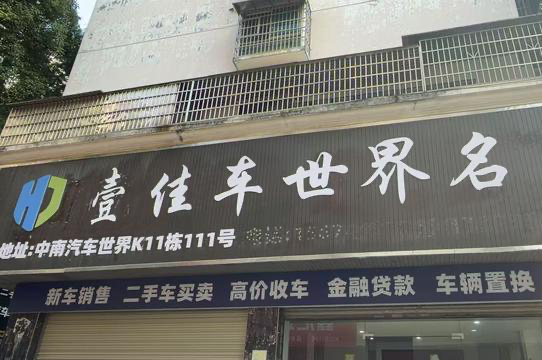 壹佳车世界名
地址:中南汽车世界K11栋111号
新车销售 二手车买卖 高价收车 金融贷款 车辆置换